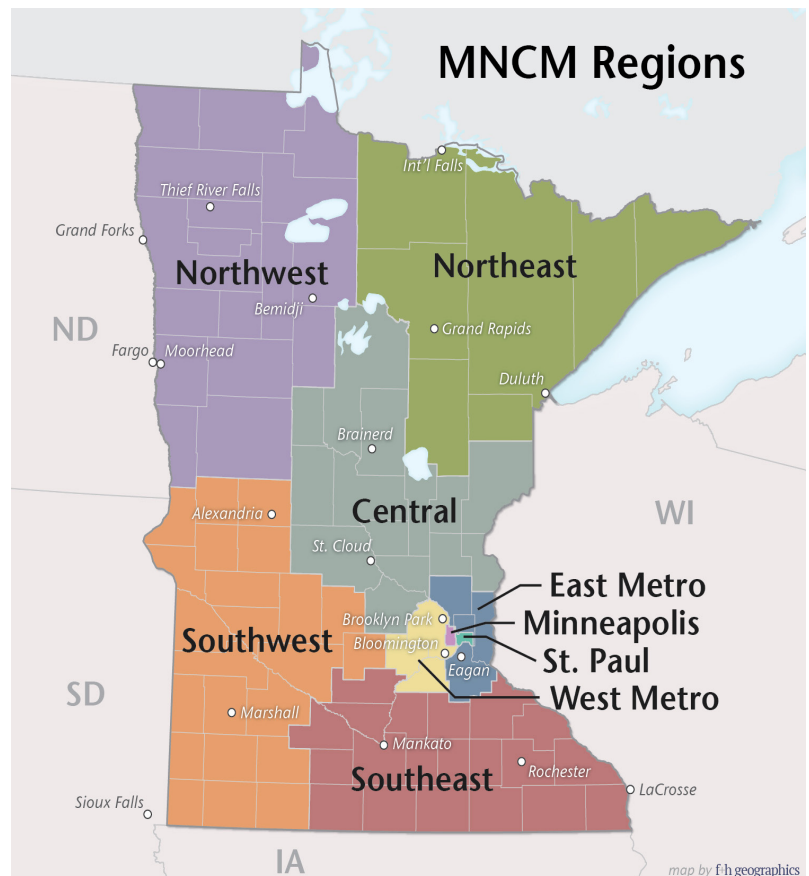 MNCM Regions
Int'l Falls
Thief River Falls
Grand Forks
Northwest
Northeast
Bemidji
Grand Rapids
ND
Fargo
Moorhead
Duluth
Brainerd
Alexandria
Central
WI
St. Cloud
East Metro
Brooklyn Park
Minneapolis
Southwest
Bloomington
St. Paul
Eagan
SD
West Metro
Marshall
Mankato
Southeast
Rochester
LaCrosse
Sioux Falls
IA
map by f+h geographics